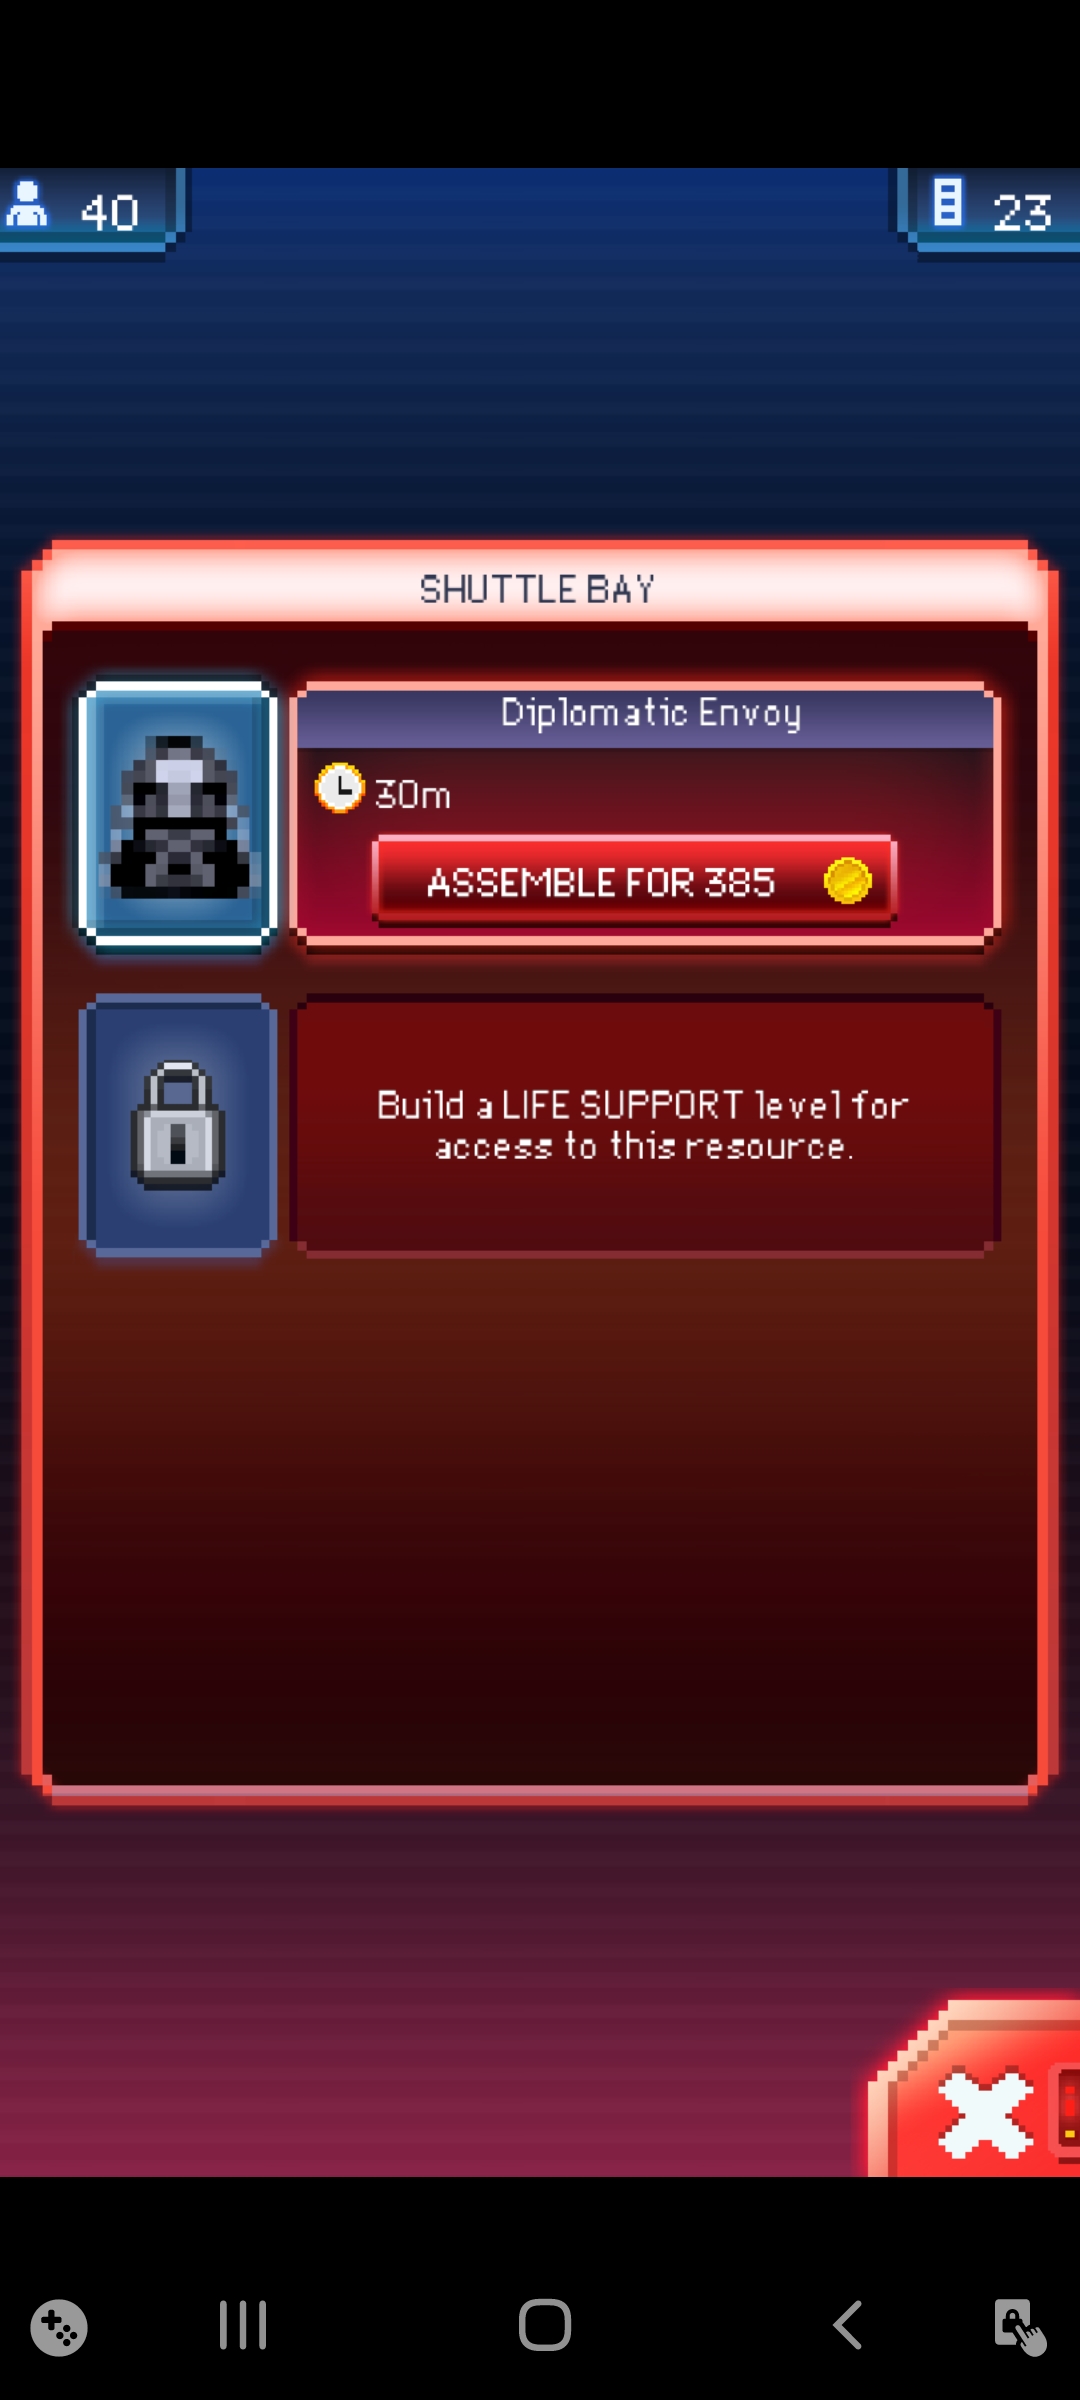 40
23
SHUTTLE BAY
Diplomatic Envoy
30m
ASSEMBLE FOR 385
Build a LIFE SUPPORT level for
access to this resource.